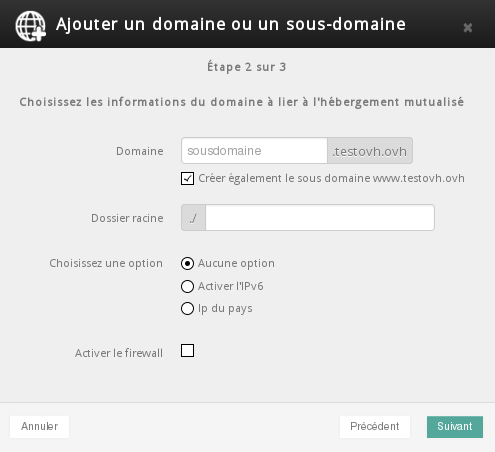 Ajouter un domaine ou un sous-domaine
Étape 2 sur 3
Choisissez les informations du domaine à lier à l'hébergement mutualisé
Domaine sousdomaine .testovh.ovh
Créer également le sous domaine www.testovh.ovh
Dossier racine ./
Choisissez une option Aucune option
Activer l'IPv6
Ip du pays
Activer le firewall
Annuler Précédent Suivant